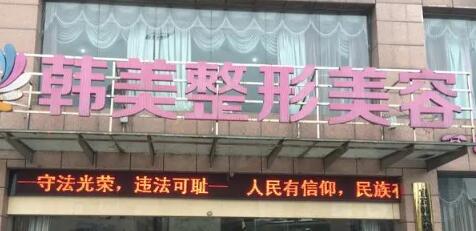 韩美整形美容
守法光荣，违法可耻— 人民有信仰，民族有